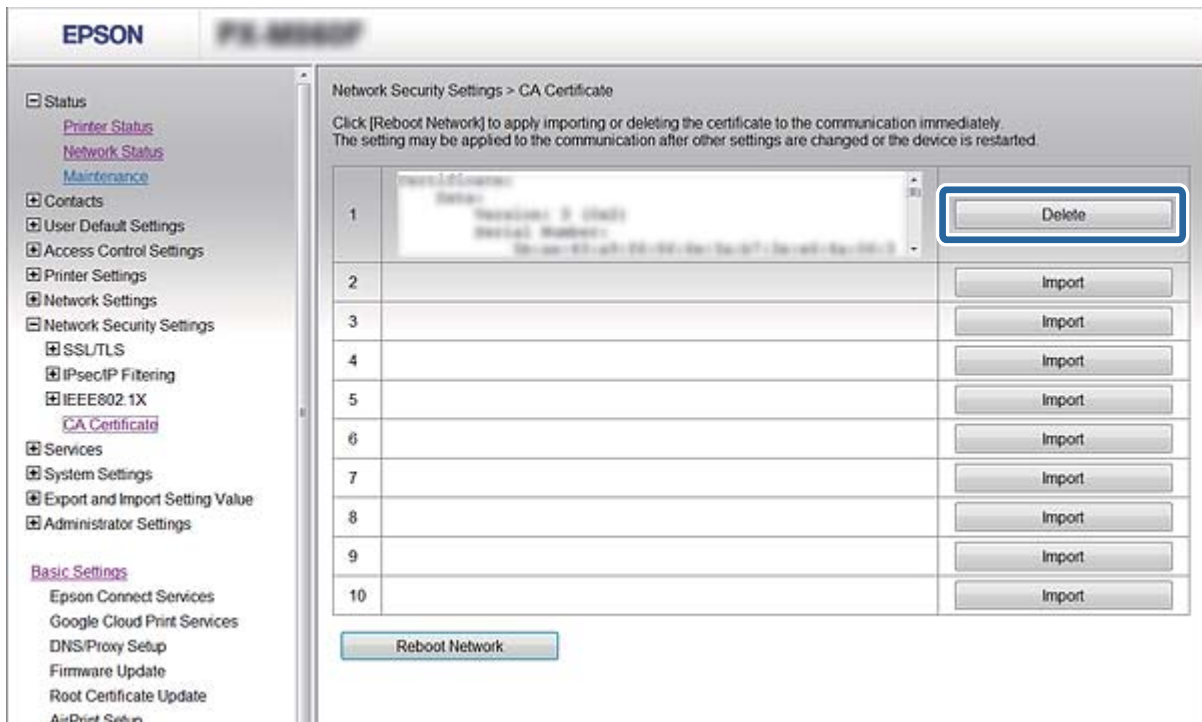 EPSON
Status
Printer Status
Network Status
Maintenance
Contacts
User Default Settings
Access Control Settings
Printer Settings
Network Settings
Network Security Settings
SSL/TLS
IPsec/IP Filtering
IEEE802.1X
CA Certificate
Services
System Settings
Export and Import Setting Value
Administrator Settings
Basic Settings
Epson Connect Services
Google Cloud Print Services
DNS/Proxy Setup
Firmware Update
Root Certificate Update
AirPrint Setup
Network Security Settings > CA Certificate
Click [Reboot Network] to apply importing or deleting the certificate to the communication immediately.
The setting may be applied to the communication after other settings are changed or the device is restarted.
1 Delete
2 Import
3 Import
4 Import
5 Import
6 Import
7 Import
8 Import
9 Import
10 Import
Reboot Network